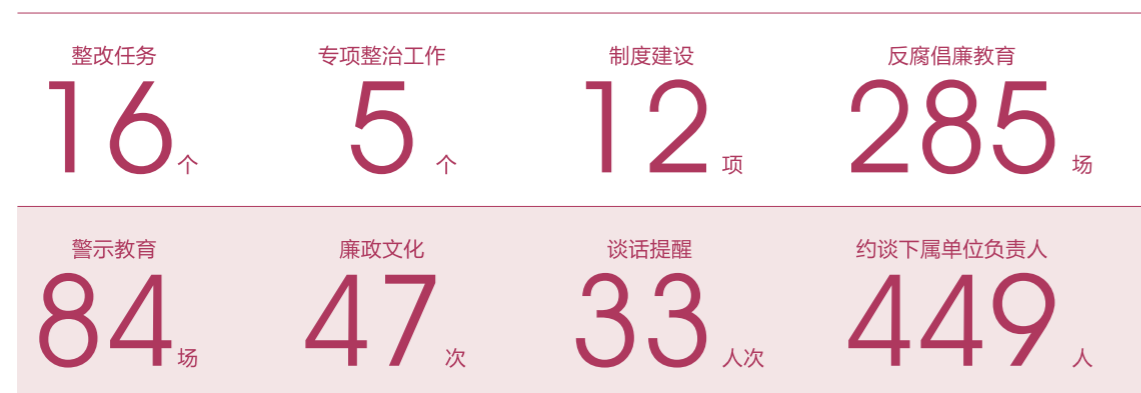 整改任务 专项整治工作 制度建设 反腐倡廉教育
16个 5个 12项 285场
警示教育 廉政文化 谈话提醒 约谈下属单位负责人
84场 47次 33人次 449人